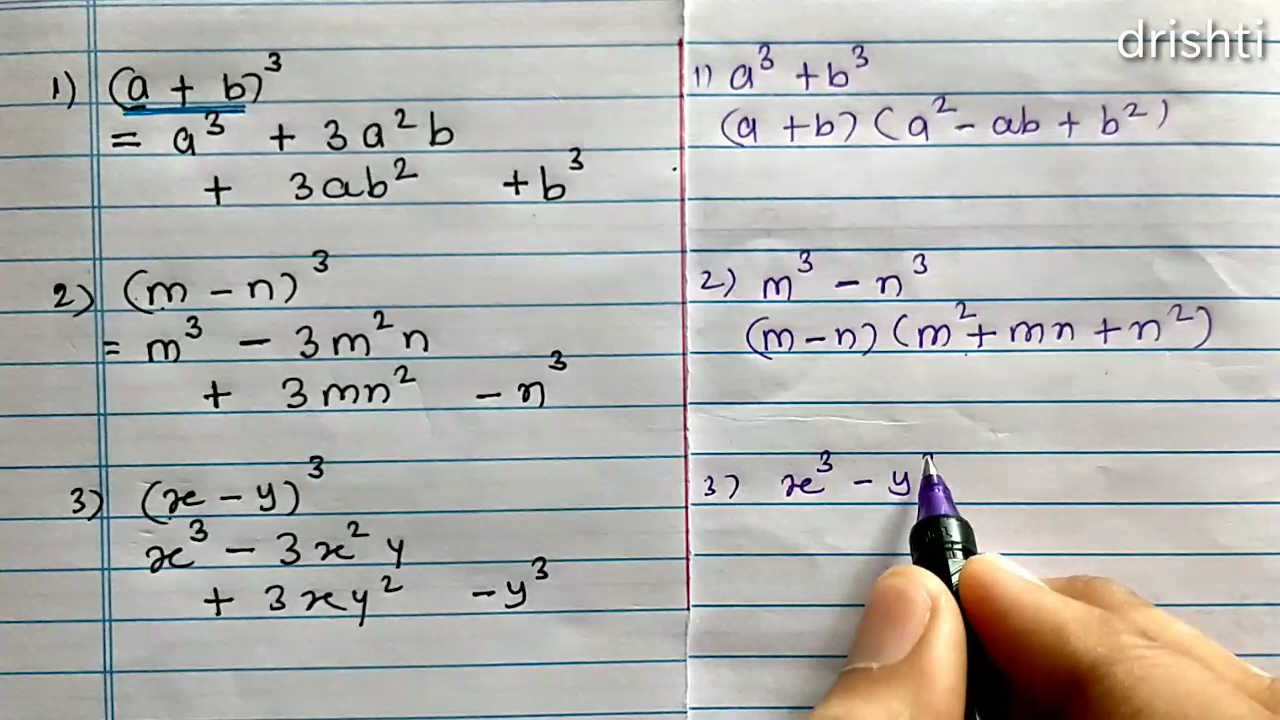 drishti
1) (a + b)³
= a³ + 3a²b
+ 3ab² + b³
2) (m - n)³
= m³ - 3m²n
+ 3mn² - n³
3) (x - y)³
x³ - 3x²y
+ 3xy² - y³
1) a³ + b³
(a + b) (a² - ab + b²)
2) m³ - n³
(m - n) (m² + mn + n²)
3) x³ - y